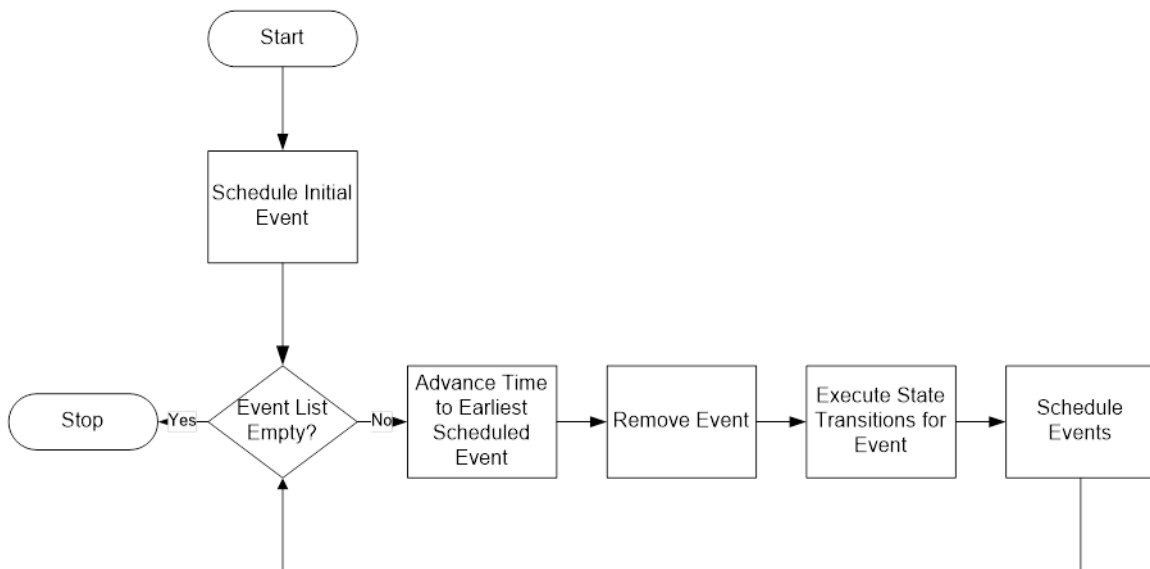 Start
Schedule Initial
Event
Stop
Yes
Event List
Empty?
No
Advance Time
to Earliest
Scheduled
Event
Remove Event
Execute State
Transitions for
Event
Schedule
Events